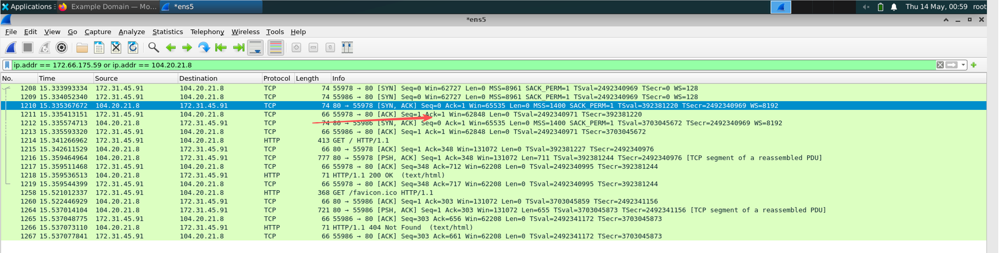 Applications Example Domain — Mo... *ens5 Thu 14 May, 00:59 root
*ens5
File Edit View Go Capture Analyze Statistics Telephony Wireless Tools Help
ip.addr == 172.66.175.59 or ip.addr == 104.20.21.8
No. Time Source Destination Protocol Length Info
1208 15.333993334 172.31.45.91 104.20.21.8 TCP 74 55978 → 80 [SYN] Seq=0 Win=62727 Len=0 MSS=8961 SACK_PERM=1 TSval=2492340969 TSecr=0 WS=128
1209 15.334052340 172.31.45.91 104.20.21.8 TCP 74 55986 → 80 [SYN] Seq=0 Win=62727 Len=0 MSS=8961 SACK_PERM=1 TSval=2492340969 TSecr=0 WS=128
1210 15.335367672 104.20.21.8 172.31.45.91 TCP 74 80 → 55978 [SYN, ACK] Seq=0 Ack=1 Win=65535 Len=0 MSS=1400 SACK_PERM=1 TSval=392381220 TSecr=2492340969 WS=8192
1211 15.335413151 172.31.45.91 104.20.21.8 TCP 66 55978 → 80 [ACK] Seq=1 Ack=1 Win=62848 Len=0 TSval=2492340971 TSecr=392381220
1212 15.335574713 104.20.21.8 172.31.45.91 TCP 74 80 → 55986 [SYN, ACK] Seq=0 Ack=1 Win=65535 Len=0 MSS=1400 SACK_PERM=1 TSval=3703045672 TSecr=2492340969 WS=8192
1213 15.335593320 172.31.45.91 104.20.21.8 TCP 66 55986 → 80 [ACK] Seq=1 Ack=1 Win=62848 Len=0 TSval=2492340971 TSecr=3703045672
1214 15.341266962 172.31.45.91 104.20.21.8 HTTP 413 GET / HTTP/1.1
1215 15.342611529 104.20.21.8 172.31.45.91 TCP 66 80 → 55978 [ACK] Seq=1 Ack=348 Win=131072 Len=0 TSval=392381227 TSecr=2492340976
1216 15.359464964 104.20.21.8 172.31.45.91 TCP 777 80 → 55978 [PSH, ACK] Seq=1 Ack=348 Win=131072 Len=711 TSval=392381244 TSecr=2492340976 [TCP segment of a reassembled PDU]
1217 15.359511468 172.31.45.91 104.20.21.8 TCP 66 55978 → 80 [ACK] Seq=348 Ack=712 Win=62208 Len=0 TSval=2492340995 TSecr=392381244
1218 15.359536513 104.20.21.8 172.31.45.91 HTTP 71 HTTP/1.1 200 OK (text/html)
1219 15.359544399 172.31.45.91 104.20.21.8 TCP 66 55978 → 80 [ACK] Seq=348 Ack=717 Win=62208 Len=0 TSval=2492340995 TSecr=392381244
1258 15.521012337 172.31.45.91 104.20.21.8 HTTP 368 GET /favicon.ico HTTP/1.1
1260 15.522446929 104.20.21.8 172.31.45.91 TCP 66 80 → 55986 [ACK] Seq=1 Ack=303 Win=131072 Len=0 TSval=3703045859 TSecr=2492341156
1264 15.537014104 104.20.21.8 172.31.45.91 TCP 721 80 → 55986 [PSH, ACK] Seq=1 Ack=303 Win=131072 Len=655 TSval=3703045873 TSecr=2492341156 [TCP segment of a reassembled PDU]
1265 15.537048775 172.31.45.91 104.20.21.8 TCP 66 55986 → 80 [ACK] Seq=303 Ack=656 Win=62208 Len=0 TSval=2492341172 TSecr=3703045873
1266 15.537073110 104.20.21.8 172.31.45.91 HTTP 71 HTTP/1.1 404 Not Found (text/html)
1267 15.537077841 172.31.45.91 104.20.21.8 TCP 66 55986 → 80 [ACK] Seq=303 Ack=661 Win=62208 Len=0 TSval=2492341172 TSecr=3703045873